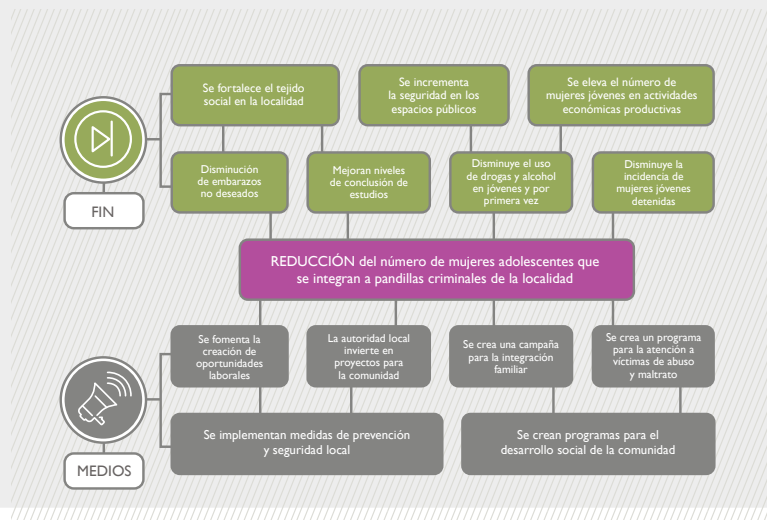 Se fortalece el tejido
social en la localidad
Se incrementa
la seguridad en los
espacios públicos
Se eleva el número de
mujeres jóvenes en actividades
económicas productivas
Disminución
de embarazos
no deseados
Mejoran niveles
de conclusión de
estudios
Disminuye el uso
de drogas y alcohol
en jóvenes y por
primera vez
Disminuye la
incidencia de
mujeres jóvenes
detenidas
FIN
REDUCCIÓN del número de mujeres adolescentes que
se integran a pandillas criminales de la localidad
Se fomenta la
creación de
oportunidades
laborales
La autoridad local
invierte en
proyectos para
la comunidad
Se crea una campaña
para la integración
familiar
Se crea un programa
para la atención a
víctimas de abuso
y maltrato
Se implementan medidas de prevención
y seguridad local
Se crean programas para el
desarrollo social de la comunidad
MEDIOS